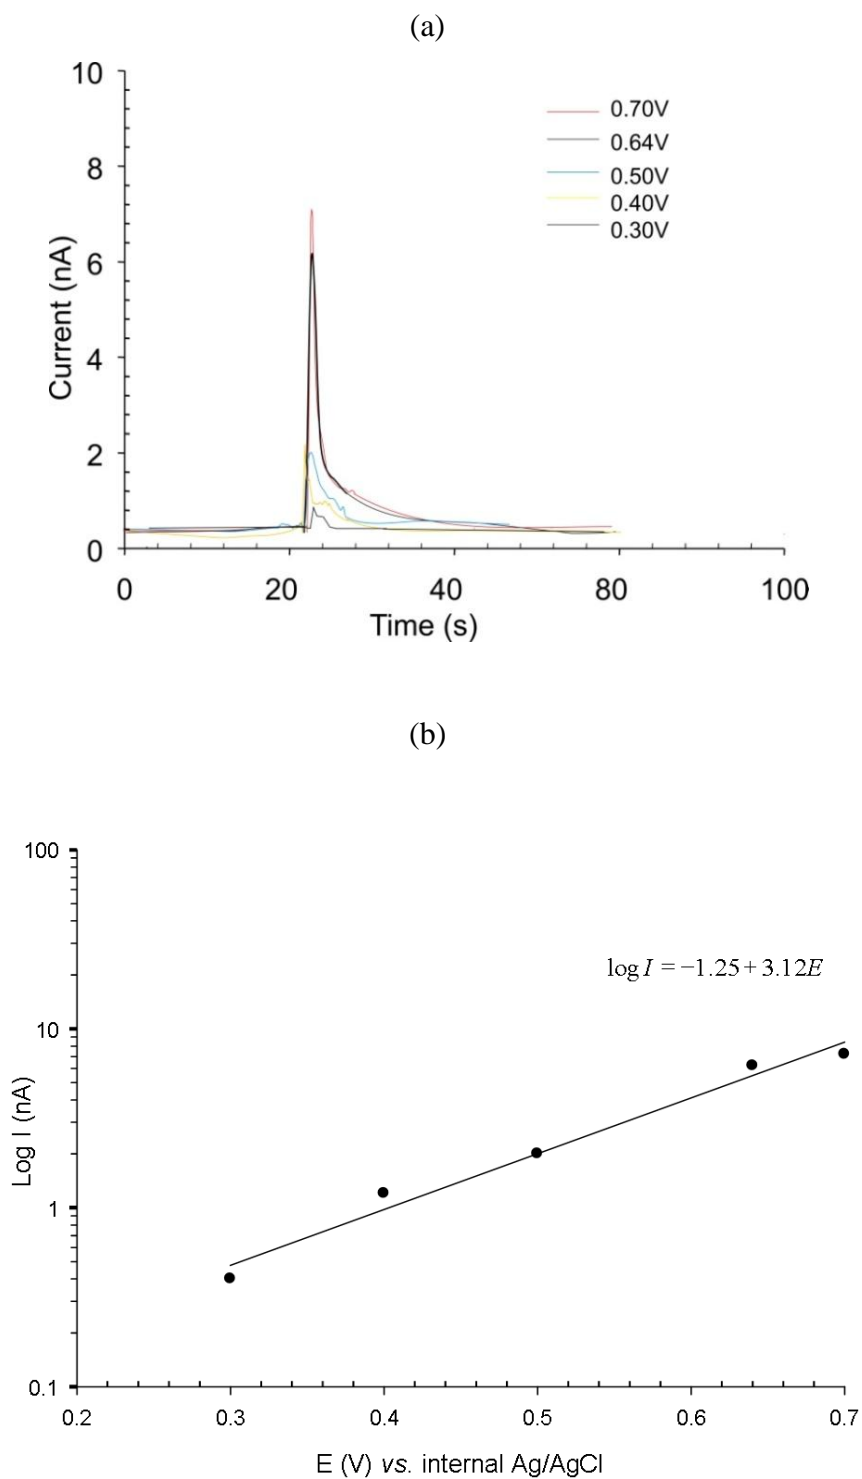 (a)
10
8
6
4
2
0
Current (nA)
0.70V
0.64V
0.50V
0.40V
0.30V
0 20 40 60 80 100
Time (s)
(b)
100
10
1
0.1
Log I (nA)
log I = −1.25 + 3.12E
0.2 0.3 0.4 0.5 0.6 0.7
E (V) vs. internal Ag/AgCl